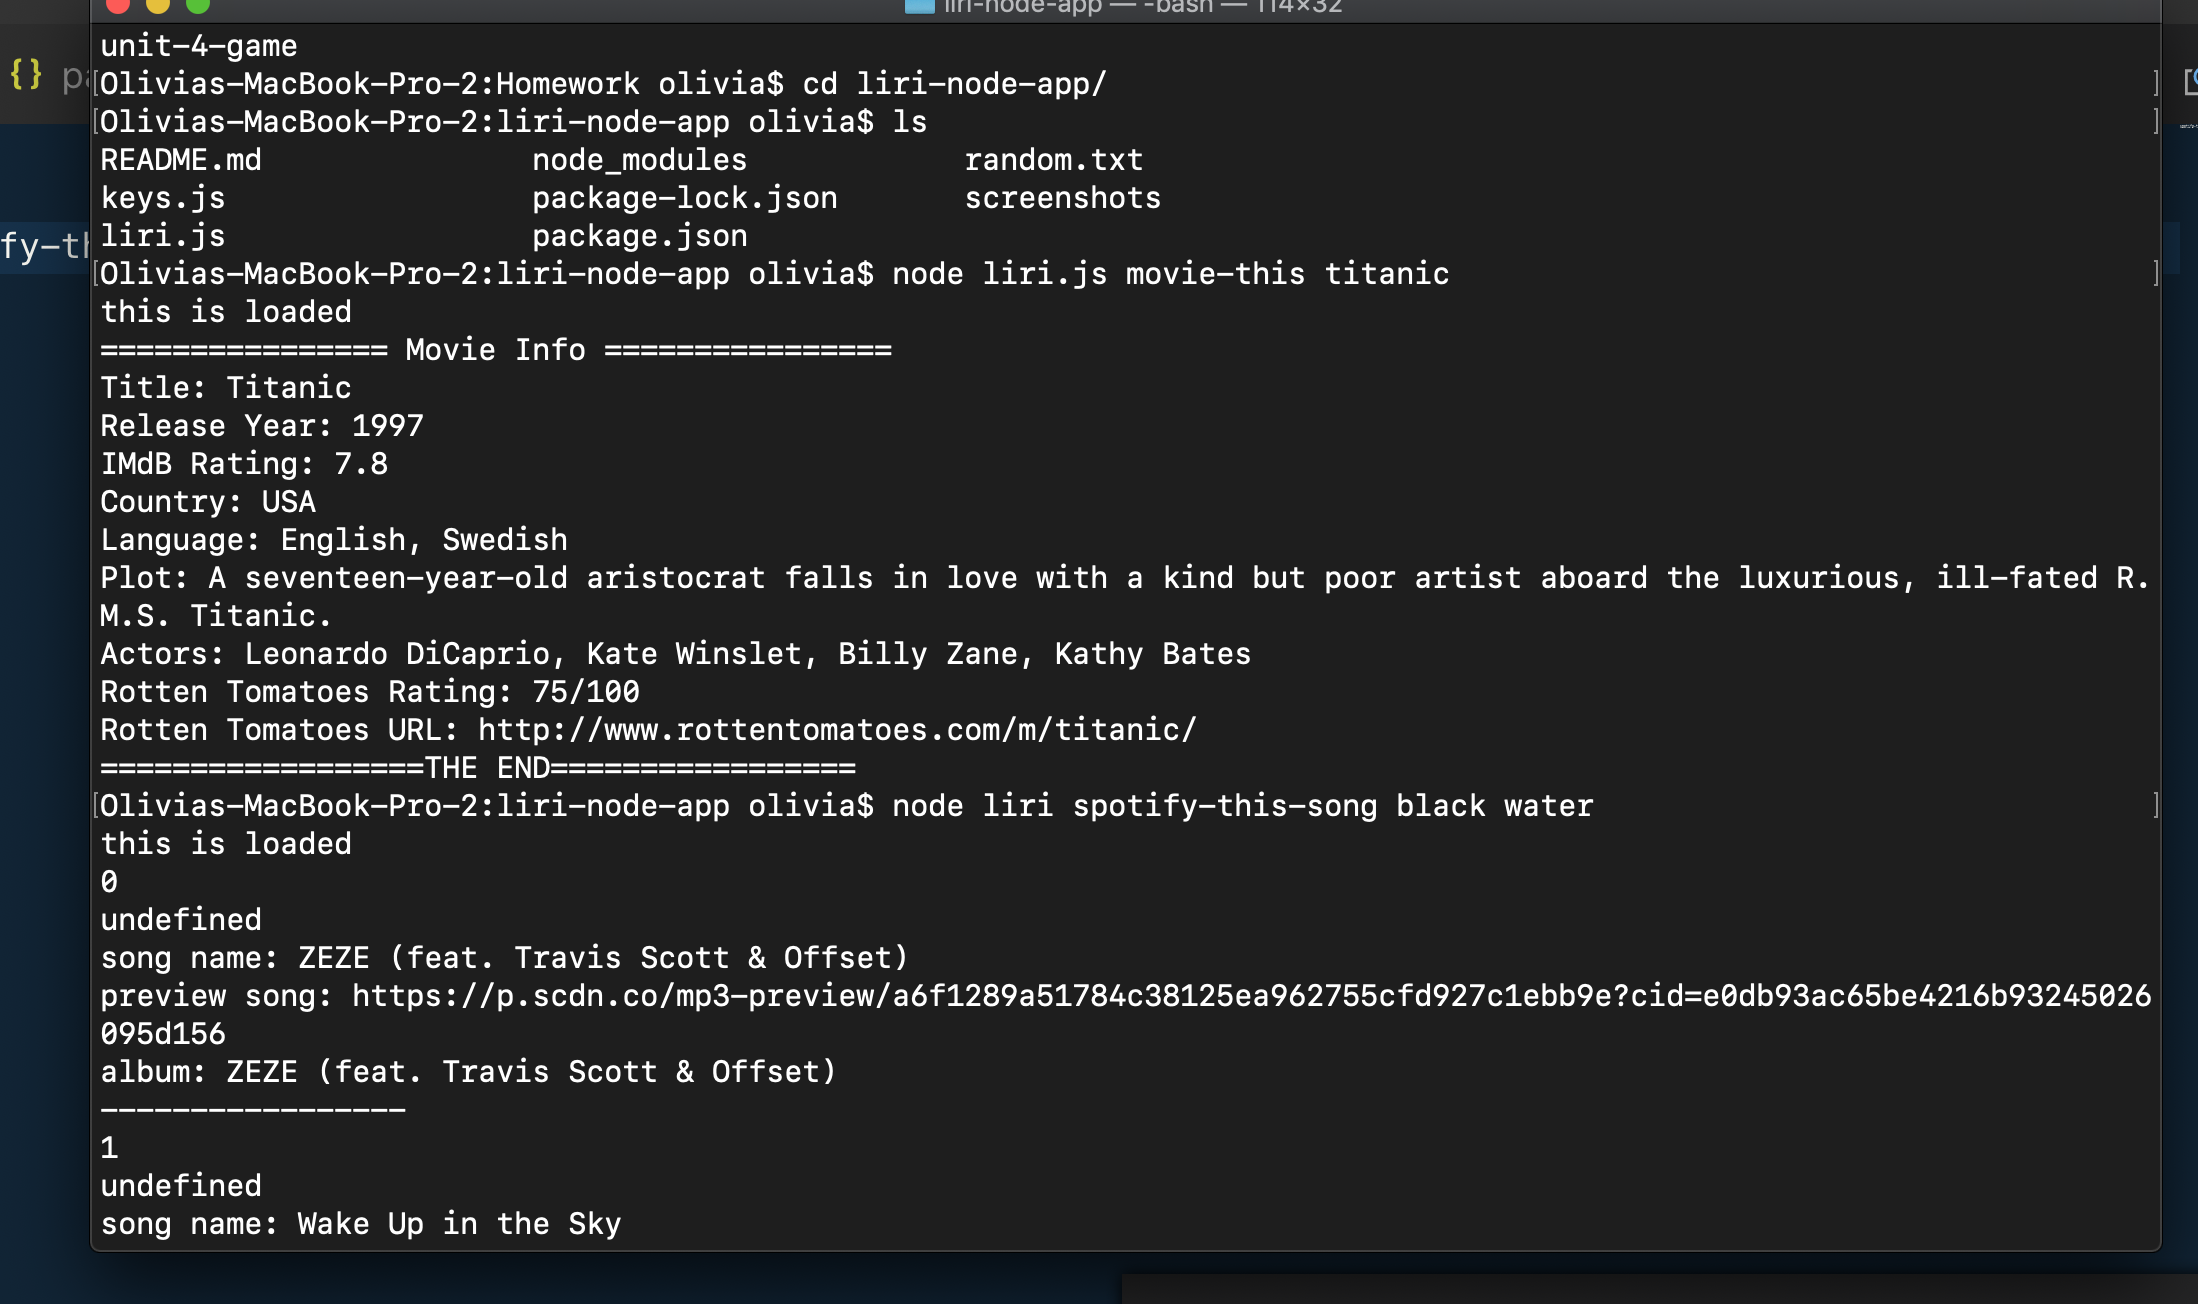 liri-node-app — -bash — 114×32
unit-4-game
Olivias-MacBook-Pro-2:Homework olivia$ cd liri-node-app/
Olivias-MacBook-Pro-2:liri-node-app olivia$ ls
README.md node_modules random.txt
keys.js package-lock.json screenshots
liri.js package.json
Olivias-MacBook-Pro-2:liri-node-app olivia$ node liri.js movie-this titanic
this is loaded
================ Movie Info ================
Title: Titanic
Release Year: 1997
IMdB Rating: 7.8
Country: USA
Language: English, Swedish
Plot: A seventeen-year-old aristocrat falls in love with a kind but poor artist aboard the luxurious, ill-fated R.
M.S. Titanic.
Actors: Leonardo DiCaprio, Kate Winslet, Billy Zane, Kathy Bates
Rotten Tomatoes Rating: 75/100
Rotten Tomatoes URL: http://www.rottentomatoes.com/m/titanic/
==================THE END=================
Olivias-MacBook-Pro-2:liri-node-app olivia$ node liri spotify-this-song black water
this is loaded
0
undefined
song name: ZEZE (feat. Travis Scott & Offset)
preview song: https://p.scdn.co/mp3-preview/a6f1289a51784c38125ea962755cfd927c1ebb9e?cid=e0db93ac65be4216b93245026
095d156
album: ZEZE (feat. Travis Scott & Offset)
-----------------
1
undefined
song name: Wake Up in the Sky